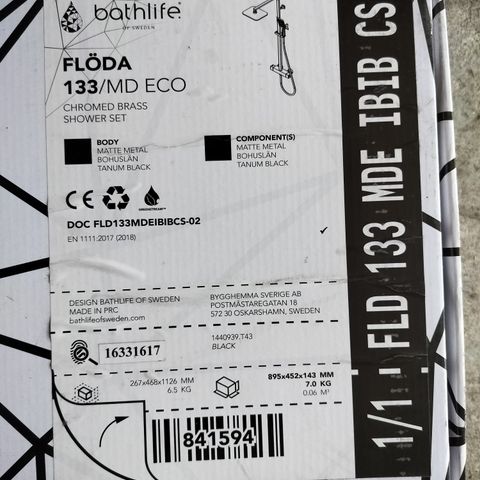 bathlife
OF SWEDEN
FLÖDA
133/MD ECO
CHROMED BRASS
SHOWER SET
BODY
MATTE METAL
BOHUSLÄN
TANUM BLACK
COMPONENT(S)
MATTE METAL
BOHUSLÄN
TANUM BLACK
CE
DOC FLD133MDEIBIBCS-02
EN 1111:2017 (2018)
DESIGN BATHLIFE OF SWEDEN
MADE IN PRC
bathlifeofsweden.com
BYGGHEMMA SVERIGE AB
POSTMÄSTAREGATAN 18
572 30 OSKARSHAMN, SWEDEN
16331617
1440939.T43
BLACK
267x468x1126 MM
6.5 KG
895x452x143 MM
7.0 KG
0.06 M³
841594
1/1 - FLD 133 MDE IBIB CS